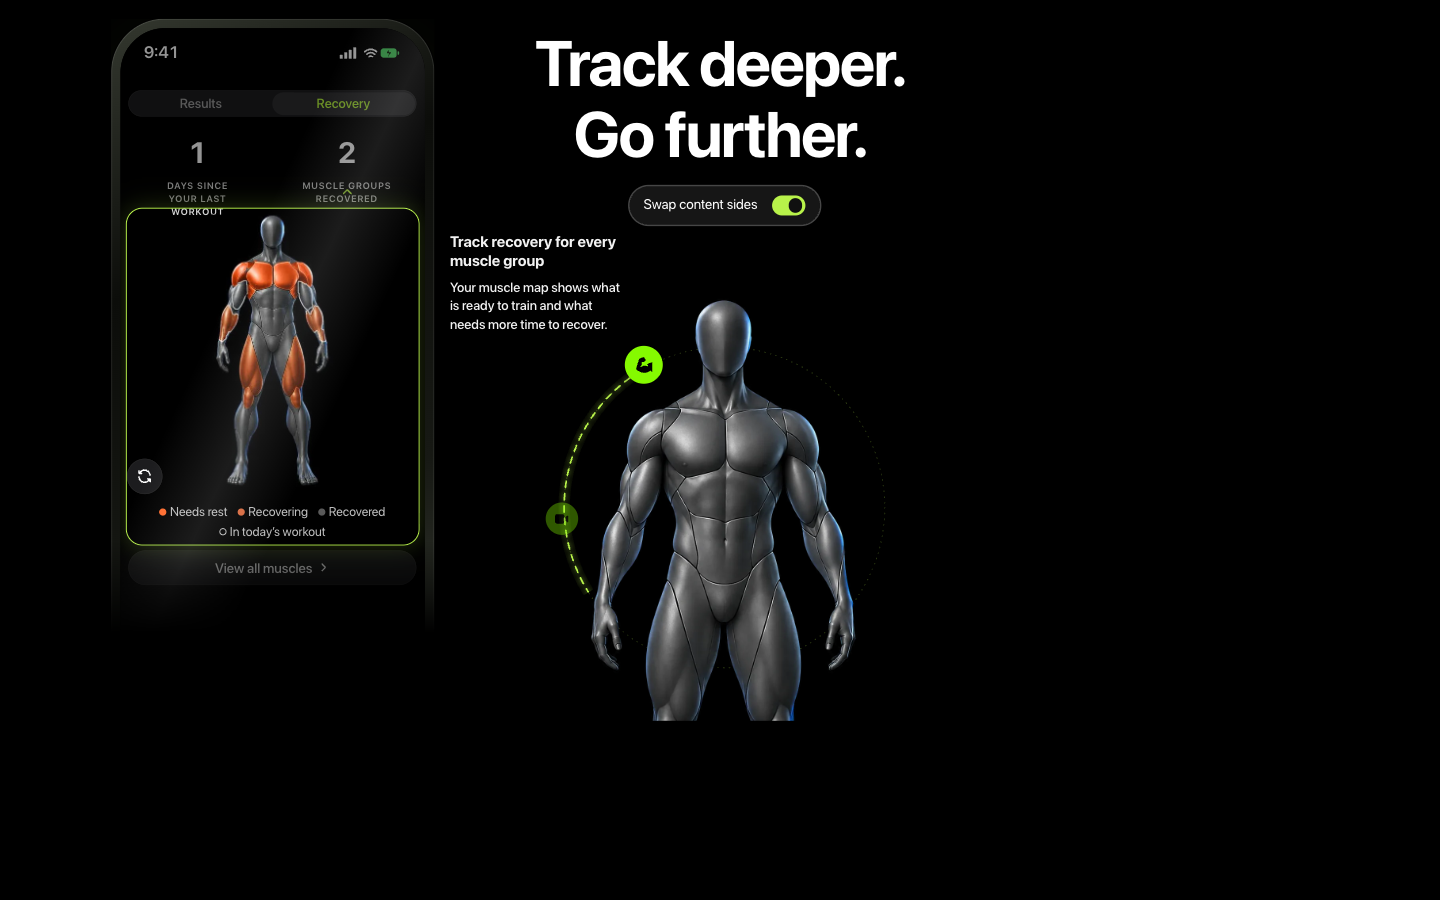 9:41
Results
Recovery
1
DAYS SINCE
YOUR LAST
WORKOUT
2
MUSCLE GROUPS
RECOVERED
Needs rest
Recovering
Recovered
In today's workout
View all muscles
Track deeper.
Go further.
Swap content sides
Track recovery for every
muscle group
Your muscle map shows what
is ready to train and what
needs more time to recover.